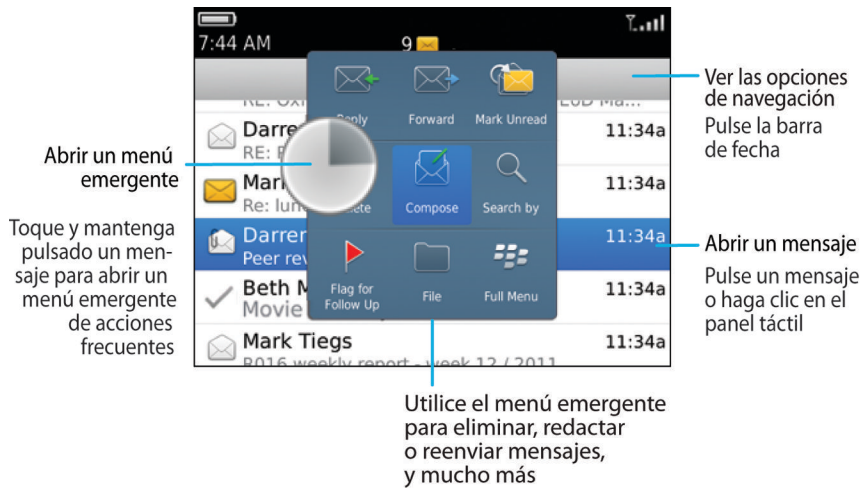 7:44 AM
9
Reply
Forward
Mark Unread
Darre
11:34a
RE:
Mar
11:34a
Re: lun
Compose
Search by
Darren
11:34a
Peer rev
Flag for
Follow Up
File
Full Menu
Beth M
11:34a
Movie
Mark Tiegs
11:34a
R016 weekly report - week 12 / 2011
Abrir un menú
emergente
Toque y mantenga
pulsado un men-
saje para abrir un
menú emergente
de acciones
frecuentes
Ver las opciones
de navegación
Pulse la barra
de fecha
Abrir un mensaje
Pulse un mensaje
o haga clic en el
panel táctil
Utilice el menú emergente
para eliminar, redactar
o reenviar mensajes,
y mucho más